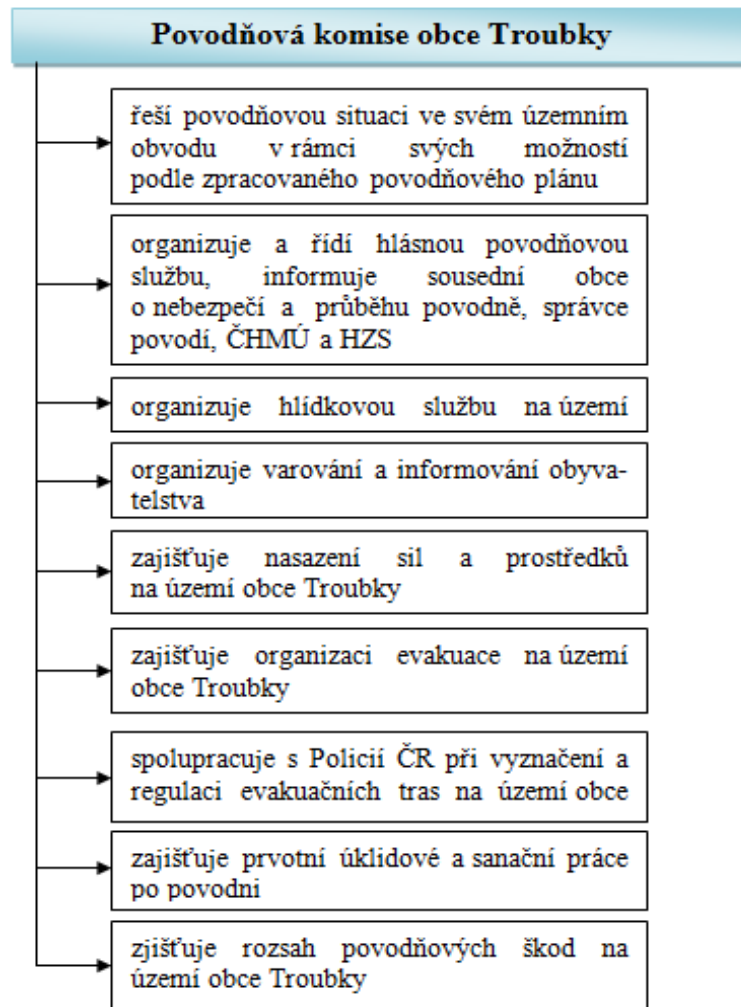 Povodňová komise obce Troubky
řeší povodňovou situaci ve svém územním
obvodu v rámci svých možností
podle zpracovaného povodňového plánu
organizuje a řídí hlásnou povodňovou
službu, informuje sousední obce
o nebezpečí a průběhu povodně, správce
povodí, ČHMÚ a HZS
organizuje hlídkovou službu na území
organizuje varování a informování obyva-
telstva
zajišťuje nasazení sil a prostředků
na území obce Troubky
zajišťuje organizaci evakuace na území
obce Troubky
spolupracuje s Policií ČR při vyznačení a
regulaci evakuačních tras na území obce
zajišťuje prvotní úklidové a sanační práce
po povodni
zjišťuje rozsah povodňových škod na
území obce Troubky